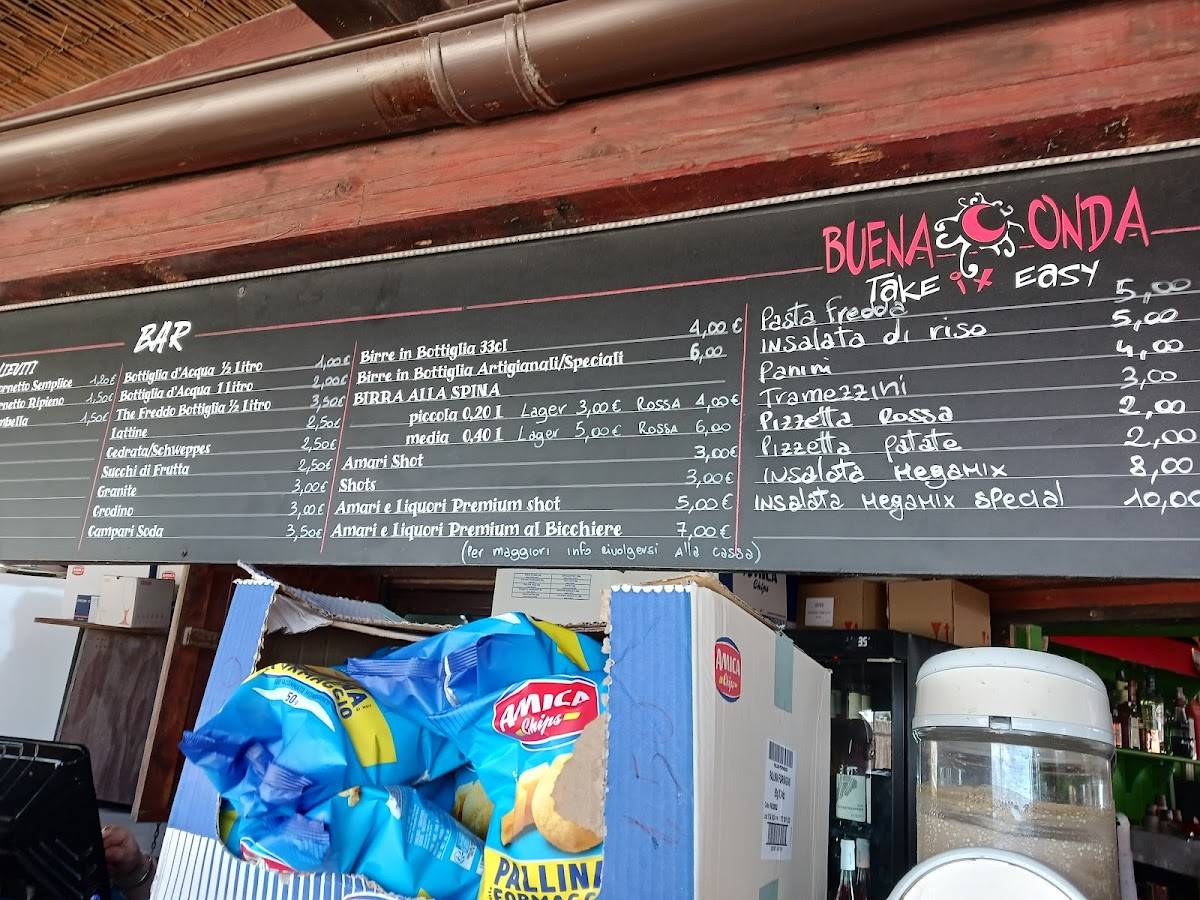 BUENA ONDA
TAKE it Easy
BAR
Semplice 1,20€
Ripieno 1,50€
1,50€
Bottiglia d'Acqua ½ Litro 1,00€
Bottiglia d'Acqua 1 Litro 2,00€
The Freddo Bottiglia ½ Litro 3,50€
Lattine 2,50€
Cedrata/Schweppes 2,50€
Succhi di Frutta 2,50€
Granite 3,00€
Crodino 3,00€
Campari Soda 3,50€
Birre in Bottiglia 33cl 4,00€
Birre in Bottiglia Artigianali/Speciali 6,00
BIRRA ALLA SPINA
piccola 0,20 l Lager 3,00€ ROSSA 4,00€
media 0,40 l Lager 5,00€ ROSSA 6,00
Amari Shot 3,00€
Shots 3,00€
Amari e Liquori Premium shot 5,00€
Amari e Liquori Premium al Bicchiere 7,00€
(Per maggiori info rivolgersi Alla cassa)
Pasta Fredda 5,00
INsalata di riso 5,00
Panini 4,00
Tramezzini 3,00
Pizzetta Rossa 2,00
Pizzetta patate 2,00
INsalata MegaMIX 8,00
INsalata MegaMIX special 10,00
50g
AMICA
Chips
PALLINA
FORMAGGIO
AMICA
Chips
35